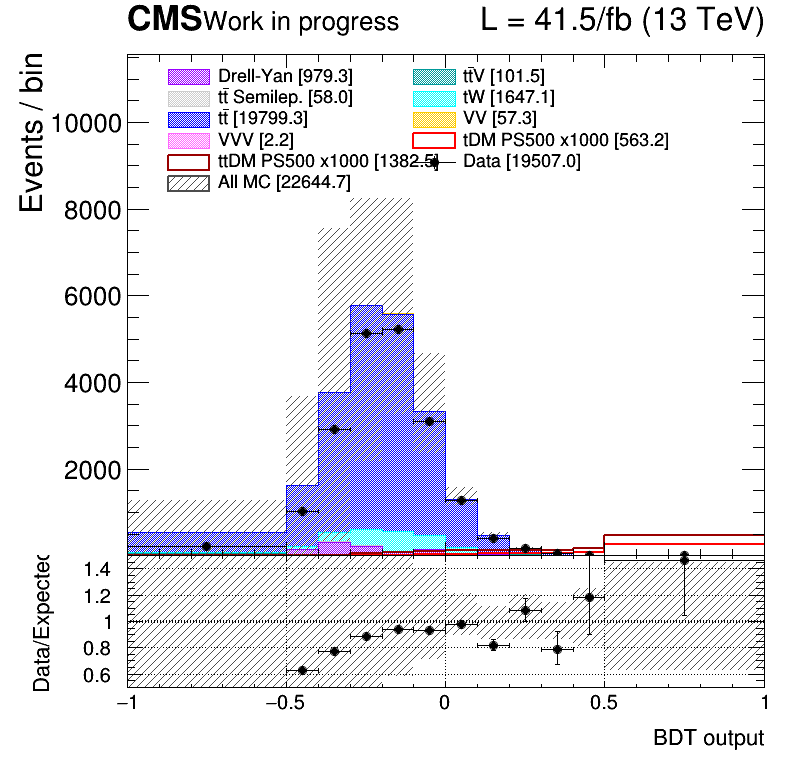 CMS Work in progress L = 41.5/fb (13 TeV)
Events / bin
Drell-Yan [979.3] tt̄V [101.5]
tt̄ Semilep. [58.0] tW [1647.1]
tt̄ [19799.3] VV [57.3]
VVV [2.2] tDM PS500 x1000 [563.2]
ttDM PS500 x1000 [1382.5] Data [19507.0]
All MC [22644.7]
10000
8000
6000
4000
2000
Data/Expected
1.4
1.2
1
0.8
0.6
−1 −0.5 0 0.5 1
BDT output